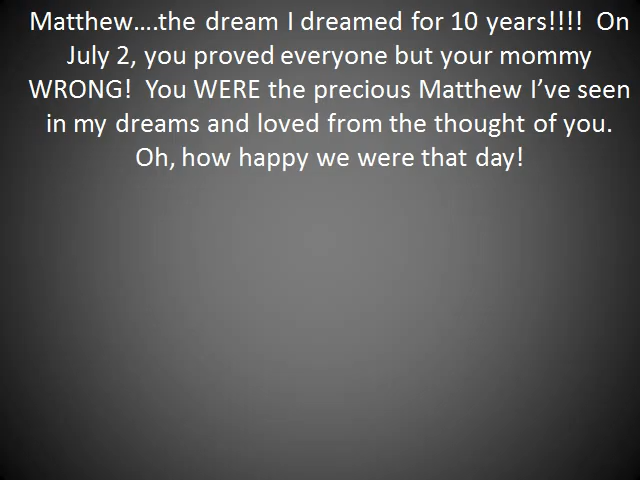 Matthew....the dream I dreamed for 10 years!!!! On
July 2, you proved everyone but your mommy
WRONG! You WERE the precious Matthew I’ve seen
in my dreams and loved from the thought of you.
Oh, how happy we were that day!